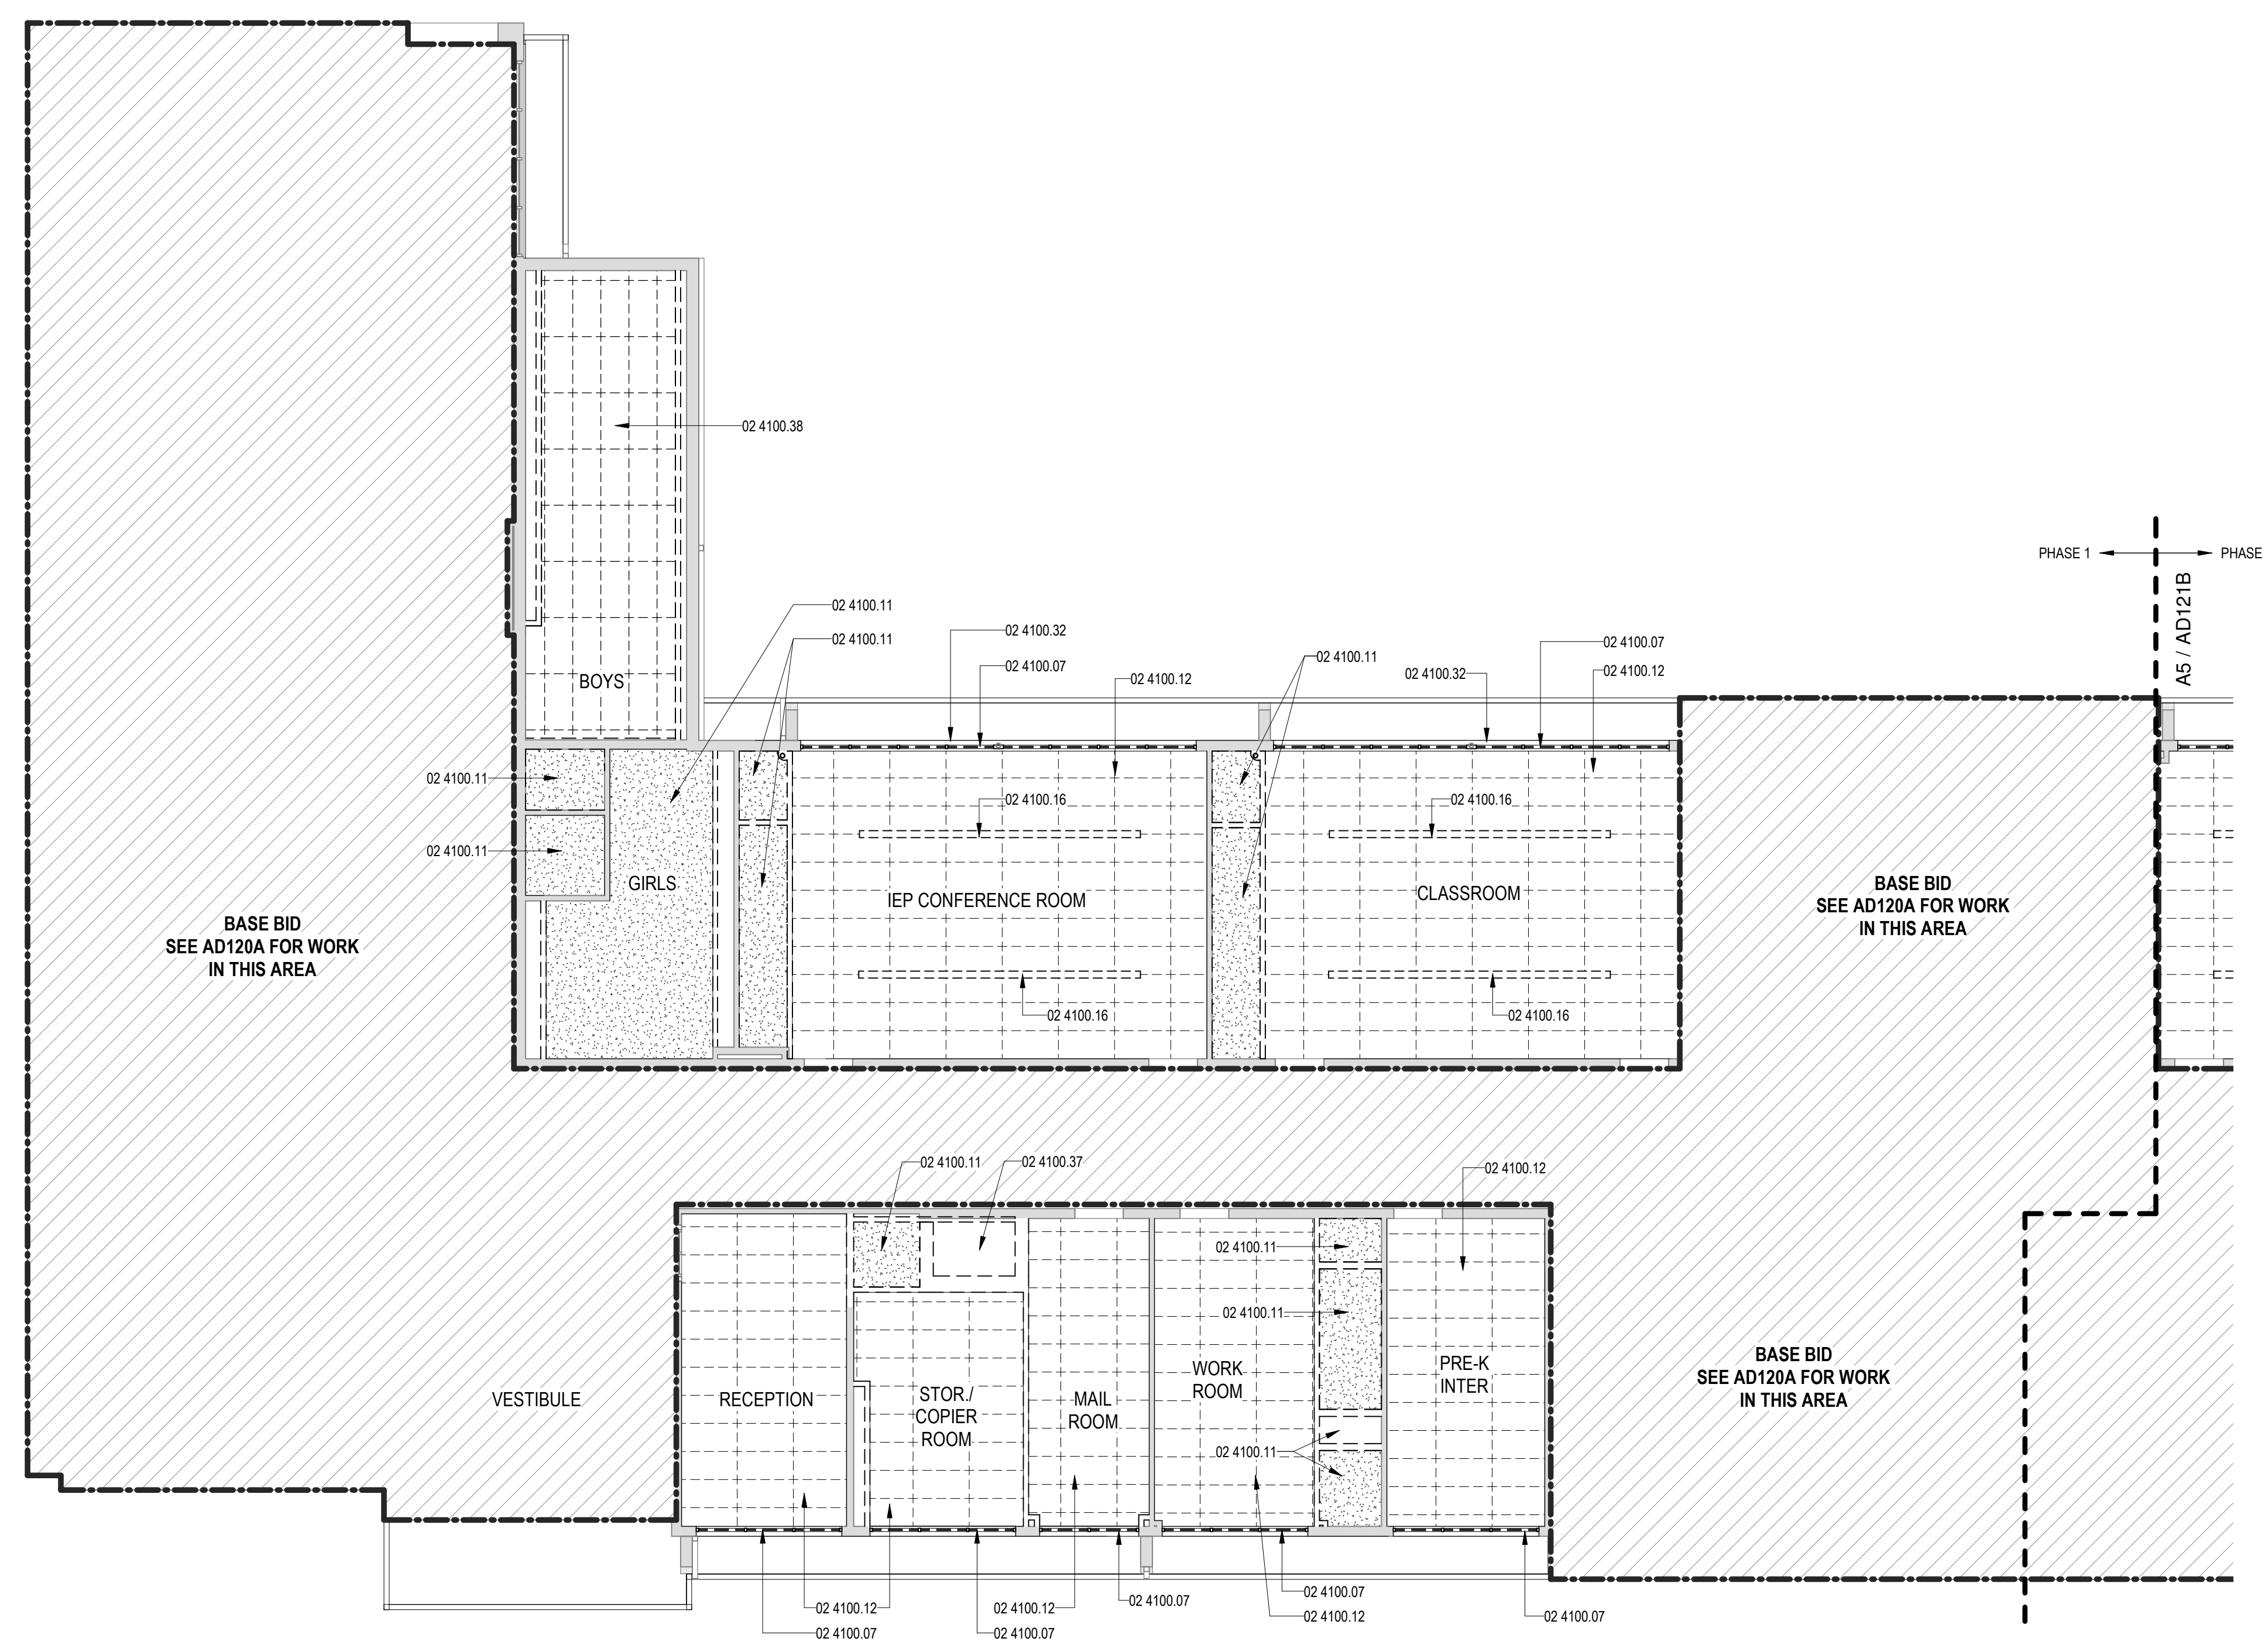 02 4100.38
PHASE 1
PHASE
A5 / AD121B
02 4100.11
02 4100.11
02 4100.32
02 4100.07
02 4100.12
02 4100.11
02 4100.32
02 4100.07
02 4100.12
BOYS
02 4100.11
02 4100.11
GIRLS
02 4100.16
02 4100.16
IEP CONFERENCE ROOM
CLASSROOM
02 4100.16
02 4100.16
BASE BID
SEE AD120A FOR WORK
IN THIS AREA
BASE BID
SEE AD120A FOR WORK
IN THIS AREA
02 4100.11
02 4100.37
02 4100.12
02 4100.11
02 4100.11
02 4100.11
VESTIBULE
RECEPTION
STOR./
COPIER
ROOM
MAIL
ROOM
WORK
ROOM
PRE-K
INTER
BASE BID
SEE AD120A FOR WORK
IN THIS AREA
02 4100.12
02 4100.07
02 4100.12
02 4100.07
02 4100.07
02 4100.07
02 4100.12
02 4100.07